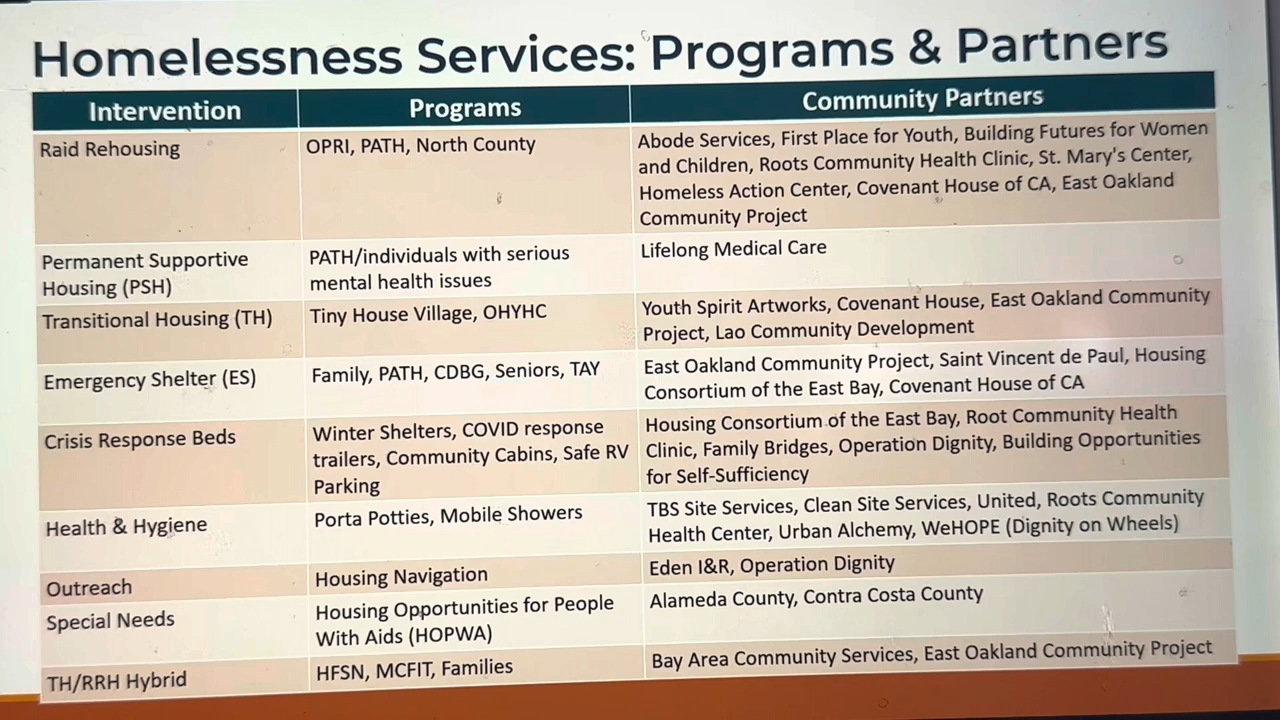 Homelessness Services: Programs & Partners
Intervention
Programs
Community Partners
Raid Rehousing
OPRI, PATH, North County
Abode Services, First Place for Youth, Building Futures for Women
and Children, Roots Community Health Clinic, St. Mary's Center,
Homeless Action Center, Covenant House of CA, East Oakland
Community Project
Permanent Supportive
Housing (PSH)
PATH/individuals with serious
mental health issues
Lifelong Medical Care
Transitional Housing (TH)
Tiny House Village, OHYHC
Youth Spirit Artworks, Covenant House, East Oakland Community
Project, Lao Community Development
Emergency Shelter (ES)
Family, PATH, CDBG, Seniors, TAY
East Oakland Community Project, Saint Vincent de Paul, Housing
Consortium of the East Bay, Covenant House of CA
Crisis Response Beds
Winter Shelters, COVID response
trailers, Community Cabins, Safe RV
Parking
Housing Consortium of the East Bay, Root Community Health
Clinic, Family Bridges, Operation Dignity, Building Opportunities
for Self-Sufficiency
Health & Hygiene
Porta Potties, Mobile Showers
TBS Site Services, Clean Site Services, United, Roots Community
Health Center, Urban Alchemy, WeHOPE (Dignity on Wheels)
Outreach
Housing Navigation
Eden I&R, Operation Dignity
Special Needs
Housing Opportunities for People
With Aids (HOPWA)
Alameda County, Contra Costa County
TH/RRH Hybrid
HFSN, MCFIT, Families
Bay Area Community Services, East Oakland Community Project